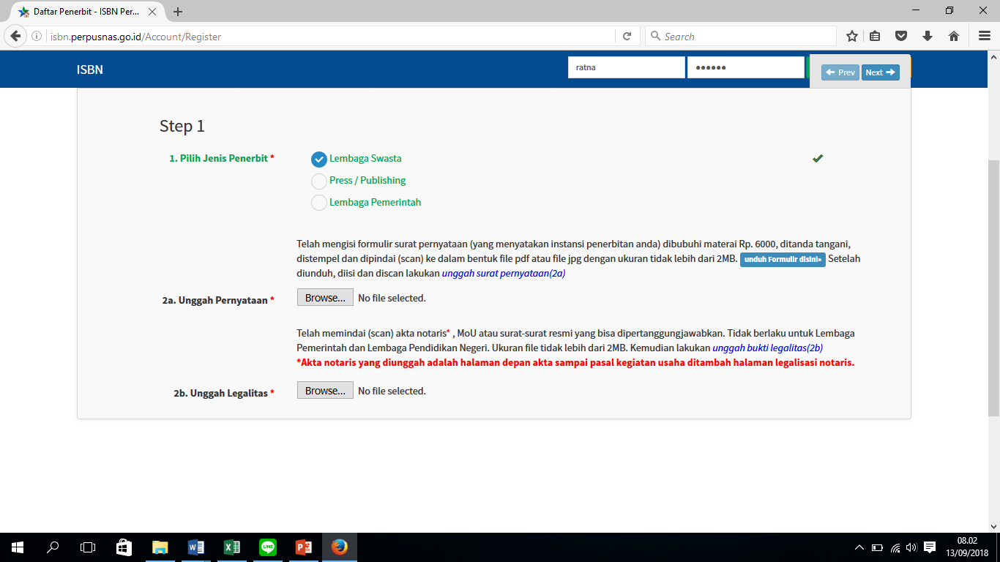 Daftar Penerbit - ISBN Per...
isbn.perpusnas.go.id/Account/Register
Search
ISBN
ratna
••••••
Prev
Next
Step 1
1. Pilih Jenis Penerbit *
Lembaga Swasta
Press / Publishing
Lembaga Pemerintah
Telah mengisi formulir surat pernyataan (yang menyatakan instansi penerbitan anda) dibubuhi materai Rp. 6000, ditanda tangani,
distempel dan dipindai (scan) ke dalam bentuk file pdf atau file jpg dengan ukuran tidak lebih dari 2MB. unduh Formulir disini» Setelah
diunduh, diisi dan discan lakukan unggah surat pernyataan(2a)
2a. Unggah Pernyataan *
Browse... No file selected.
Telah memindai (scan) akta notaris* , MoU atau surat-surat resmi yang bisa dipertanggungjawabkan. Tidak berlaku untuk Lembaga
Pemerintah dan Lembaga Pendidikan Negeri. Ukuran file tidak lebih dari 2MB. Kemudian lakukan unggah bukti legalitas(2b)
*Akta notaris yang diunggah adalah halaman depan akta sampai pasal kegiatan usaha ditambah halaman legalisasi notaris.
2b. Unggah Legalitas *
Browse... No file selected.
LINE
08.02
13/09/2018